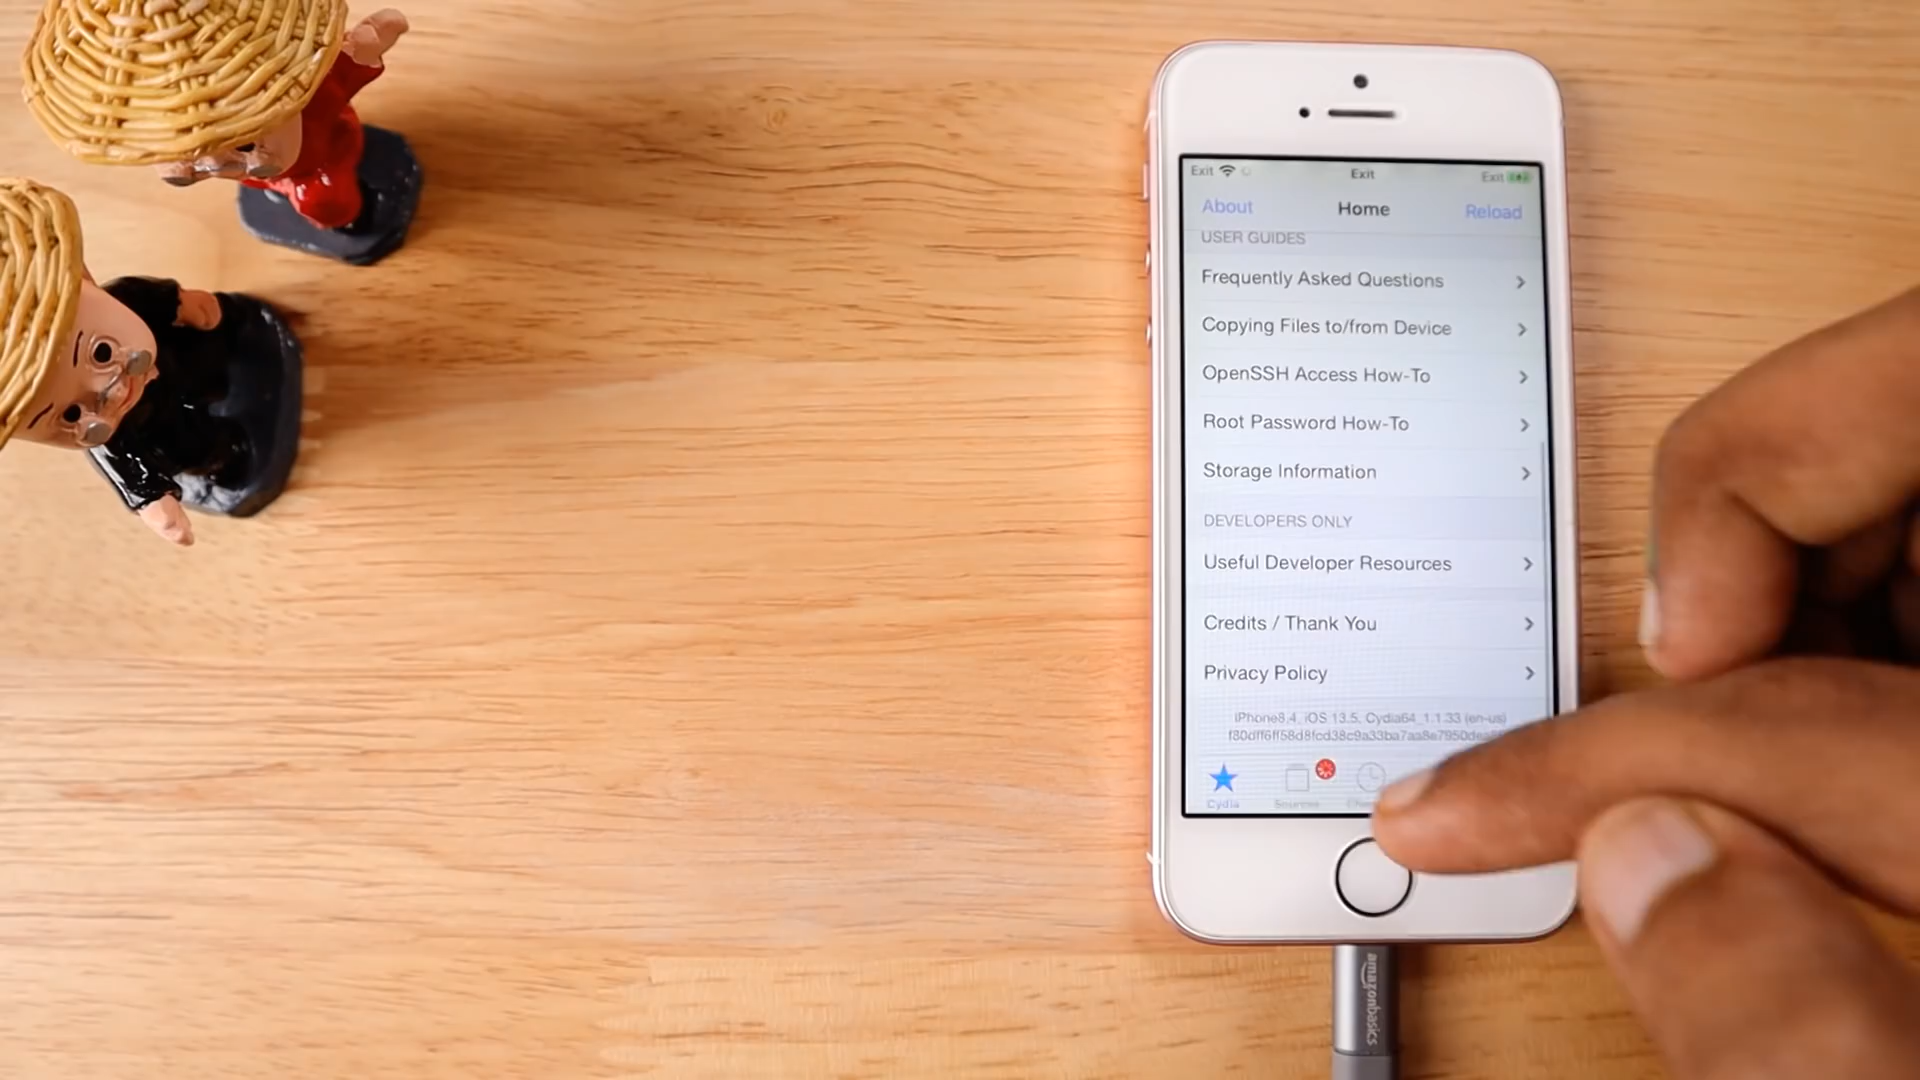 Exit Exit Exit
About Home Reload
USER GUIDES
Frequently Asked Questions
Copying Files to/from Device
OpenSSH Access How-To
Root Password How-To
Storage Information
DEVELOPERS ONLY
Useful Developer Resources
Credits / Thank You
Privacy Policy
iPhone8,4, iOS 13.5, Cydia64_1.1.33 (en-us)
Cydia Sources
amazonbasics